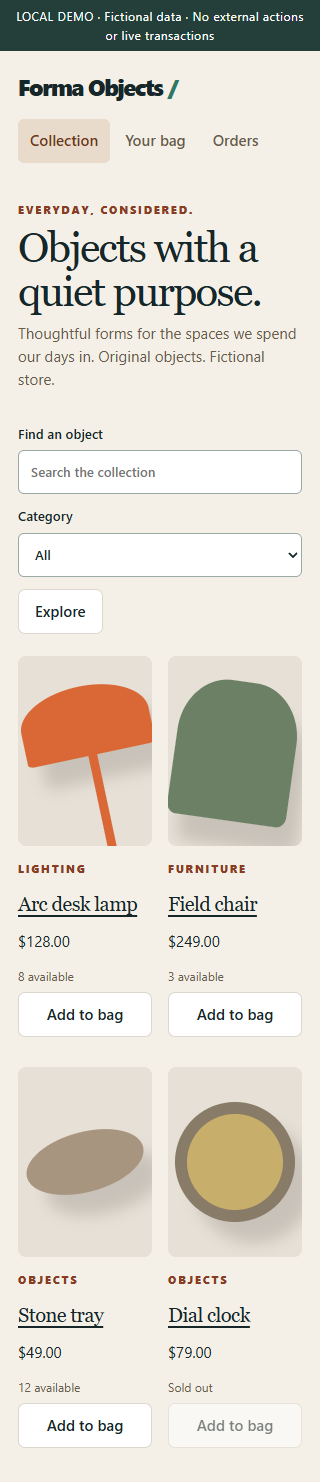 LOCAL DEMO · Fictional data · No external actions
or live transactions
Forma Objects /
Collection Your bag Orders
EVERYDAY, CONSIDERED.
Objects with a
quiet purpose.
Thoughtful forms for the spaces we spend
our days in. Original objects. Fictional
store.
Find an object
Search the collection
Category
All
Explore
LIGHTING
Arc desk lamp
$128.00
8 available
Add to bag
FURNITURE
Field chair
$249.00
3 available
Add to bag
OBJECTS
Stone tray
$49.00
12 available
Add to bag
OBJECTS
Dial clock
$79.00
Sold out
Add to bag